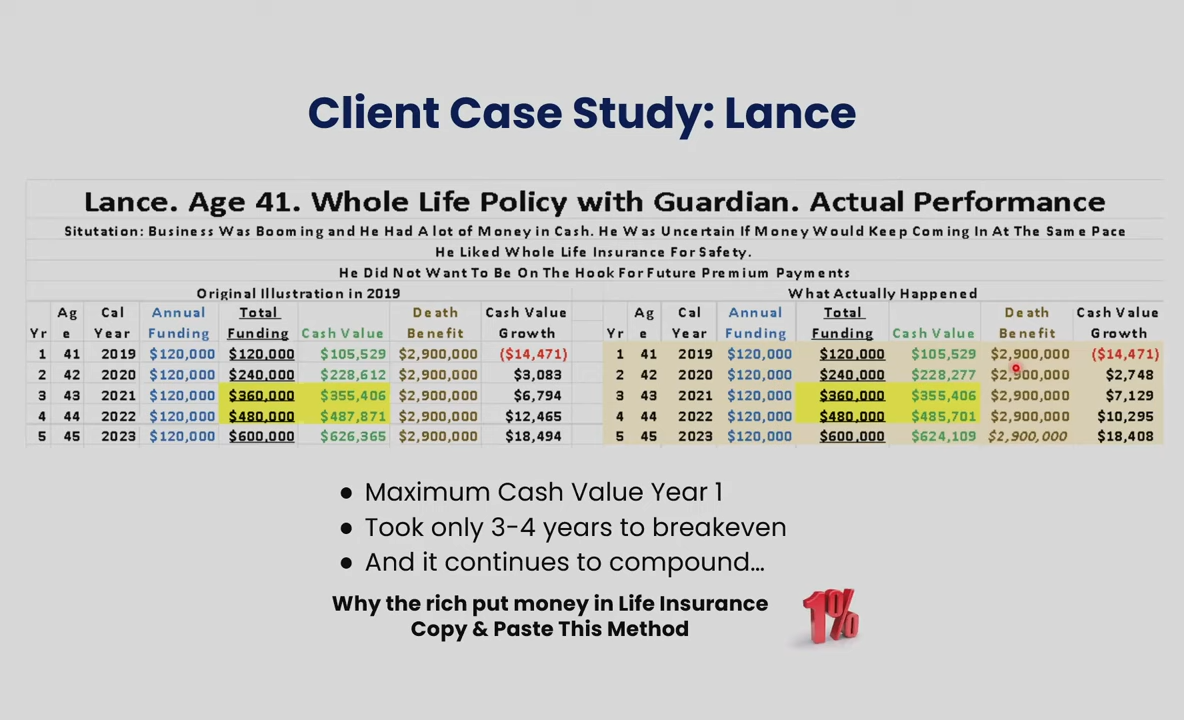 Client Case Study: Lance
Lance. Age 41. Whole Life Policy with Guardian. Actual Performance
Situtation: Business Was Booming and He Had A lot of Money in Cash. He Was Uncertain If Money Would Keep Coming In At The Same Pace
He Liked Whole Life Insurance For Safety.
He Did Not Want To Be On The Hook For Future Premium Payments
Original Illustration in 2019 What Actually Happened
Ag Cal Annual Total Death Cash Value Ag Cal Annual Total Death Cash Value
Yr e Year Funding Funding Cash Value Benefit Growth Yr e Year Funding Funding Cash Value Benefit Growth
1 41 2019 $120,000 $120,000 $105,529 $2,900,000 ($14,471) 1 41 2019 $120,000 $120,000 $105,529 $2,900,000 ($14,471)
2 42 2020 $120,000 $240,000 $228,612 $2,900,000 $3,083 2 42 2020 $120,000 $240,000 $228,277 $2,900,000 $2,748
3 43 2021 $120,000 $360,000 $355,406 $2,900,000 $6,794 3 43 2021 $120,000 $360,000 $355,406 $2,900,000 $7,129
4 44 2022 $120,000 $480,000 $487,871 $2,900,000 $12,465 4 44 2022 $120,000 $480,000 $485,701 $2,900,000 $10,295
5 45 2023 $120,000 $600,000 $626,365 $2,900,000 $18,494 5 45 2023 $120,000 $600,000 $624,109 $2,900,000 $18,408
● Maximum Cash Value Year 1
● Took only 3-4 years to breakeven
● And it continues to compound...
Why the rich put money in Life Insurance
Copy & Paste This Method
1%